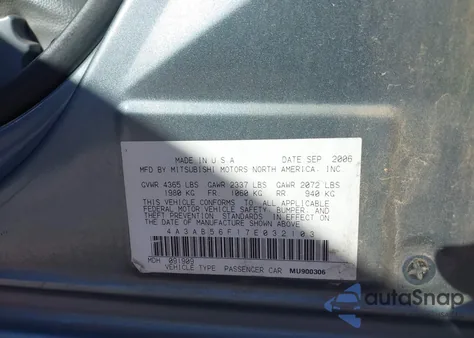 MADE IN U S A DATE SEP 2006
MFD BY MITSUBISHI MOTORS NORTH AMERICA, INC
GVWR 4365 LBS GAWR 2337 LBS GAWR 2072 LBS
1980 KG FR 1060 KG RR 940 KG
THIS VEHICLE CONFORMS TO ALL APPLICABLE
FEDERAL MOTOR VEHICLE SAFETY, BUMPER, AND
THEFT PREVENTION STANDARDS IN EFFECT ON
THE DATE OF MANUFACTURE SHOWN ABOVE
4A3AB56F17E032103
MDH 091909
VEHICLE TYPE PASSENGER CAR MU900306
autoSnap